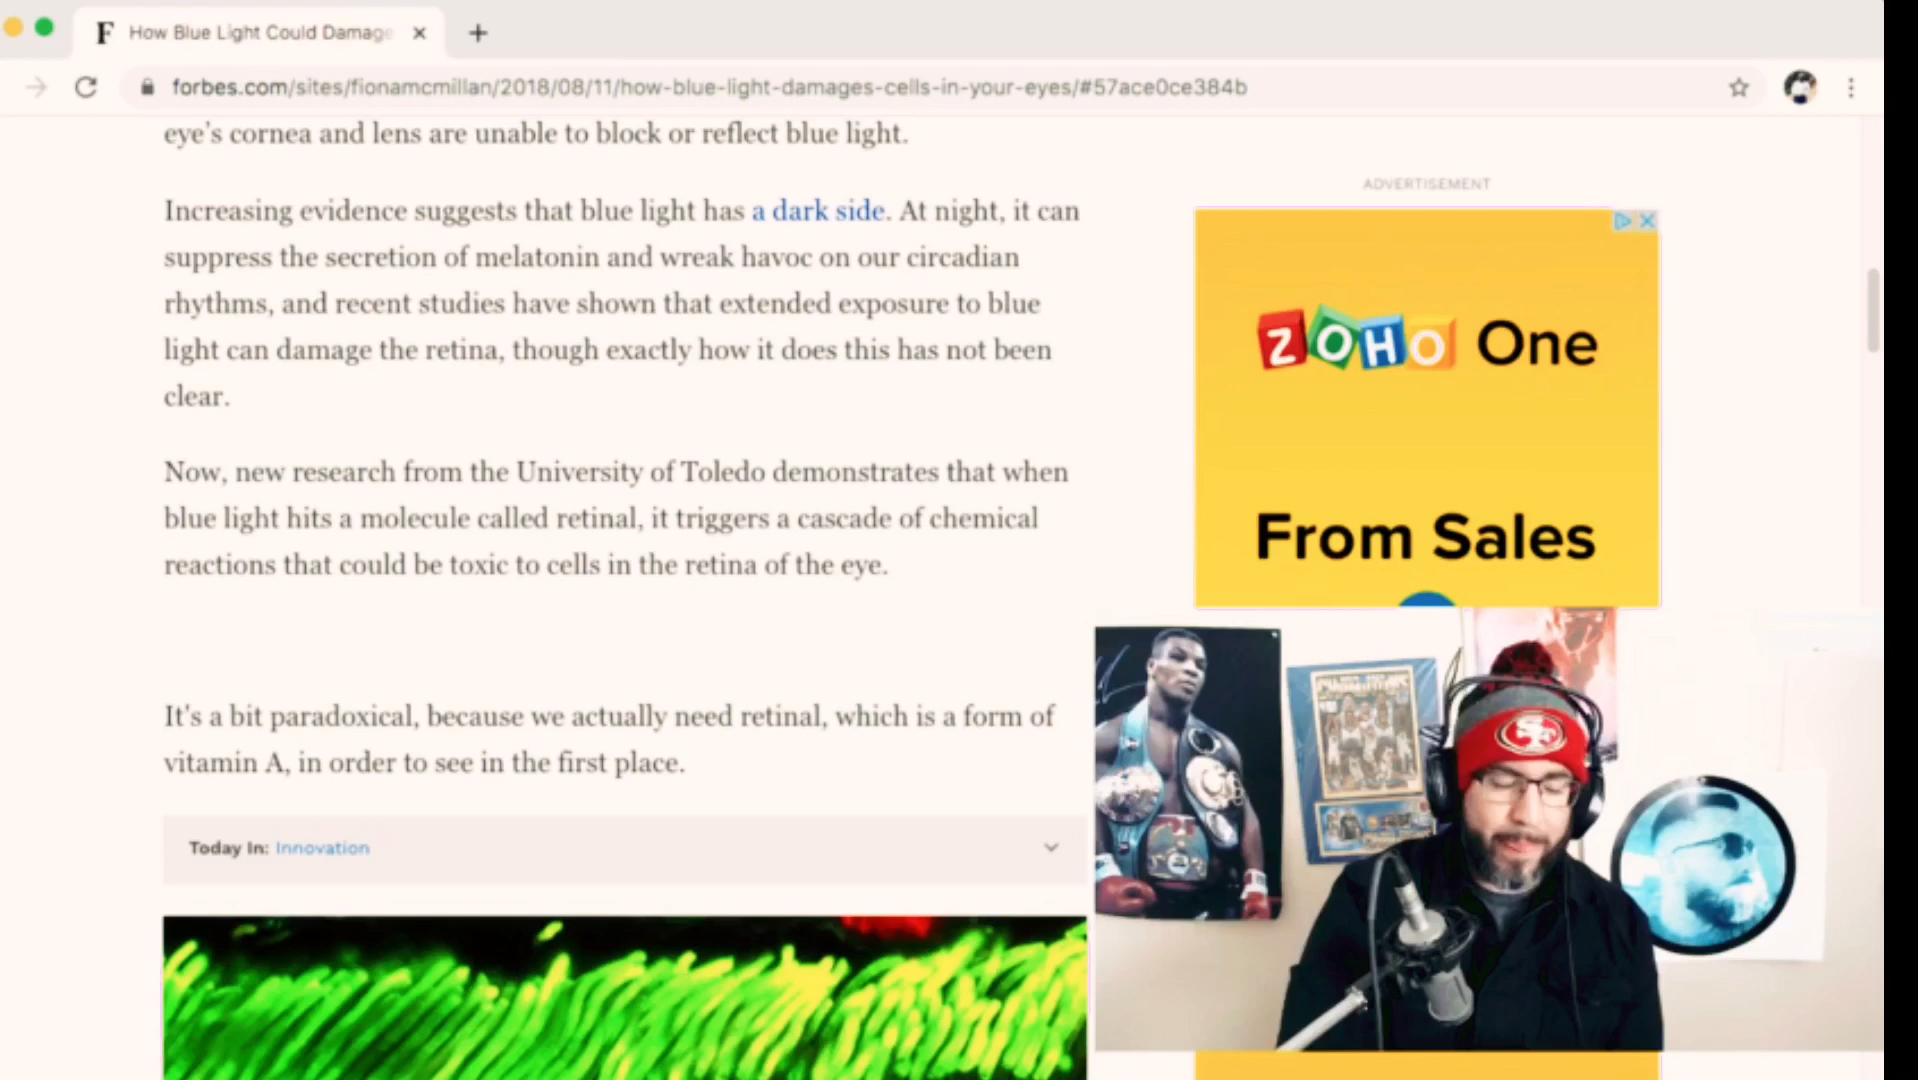 How Blue Light Could Damage
forbes.com/sites/fionamcmillan/2018/08/11/how-blue-light-damages-cells-in-your-eyes/#57ace0ce384b
eye's cornea and lens are unable to block or reflect blue light.
Increasing evidence suggests that blue light has a dark side. At night, it can
suppress the secretion of melatonin and wreak havoc on our circadian
rhythms, and recent studies have shown that extended exposure to blue
light can damage the retina, though exactly how it does this has not been
clear.
Now, new research from the University of Toledo demonstrates that when
blue light hits a molecule called retinal, it triggers a cascade of chemical
reactions that could be toxic to cells in the retina of the eye.
It's a bit paradoxical, because we actually need retinal, which is a form of
vitamin A, in order to see in the first place.
Today In: Innovation
ADVERTISEMENT
ZOHO One
From Sales
SF